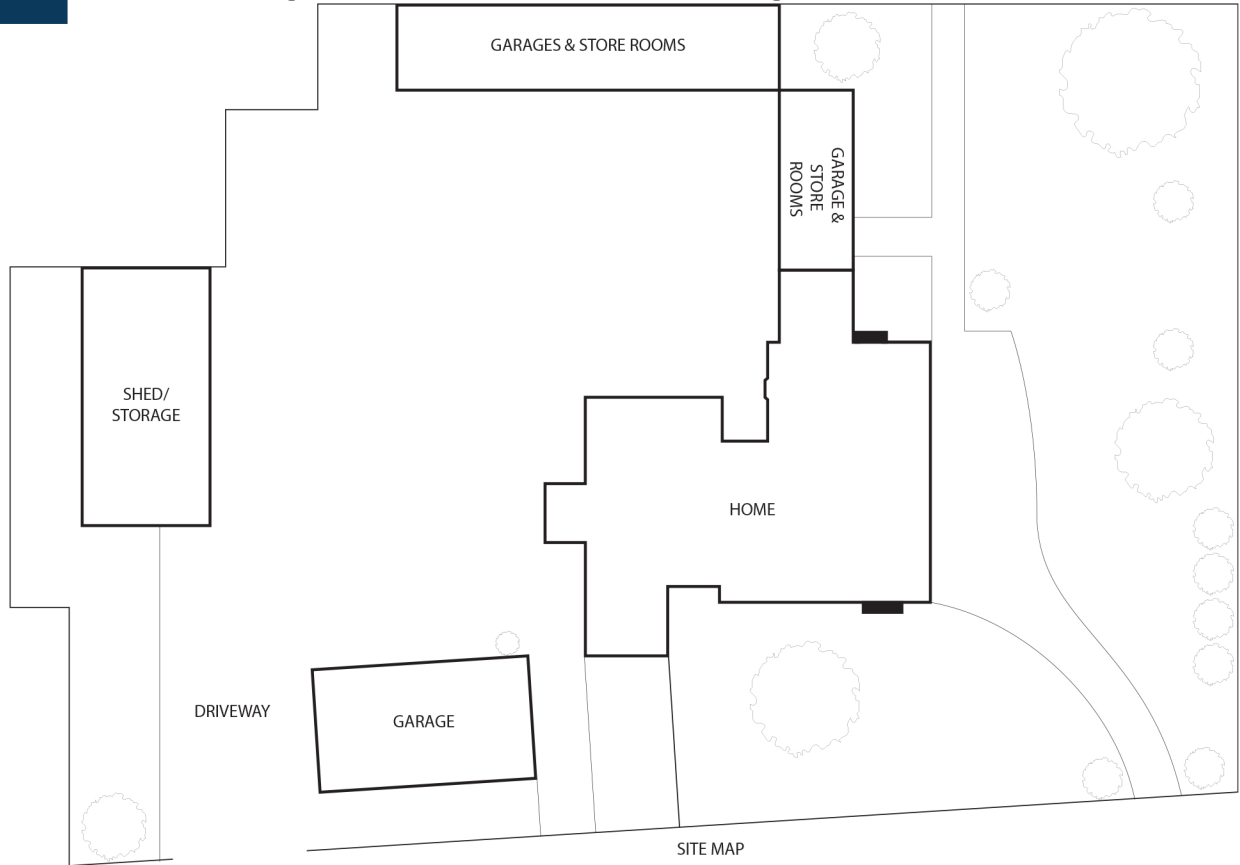 GARAGES & STORE ROOMS
GARAGE &
STORE
ROOMS
SHED/
STORAGE
HOME
DRIVEWAY
GARAGE
SITE MAP